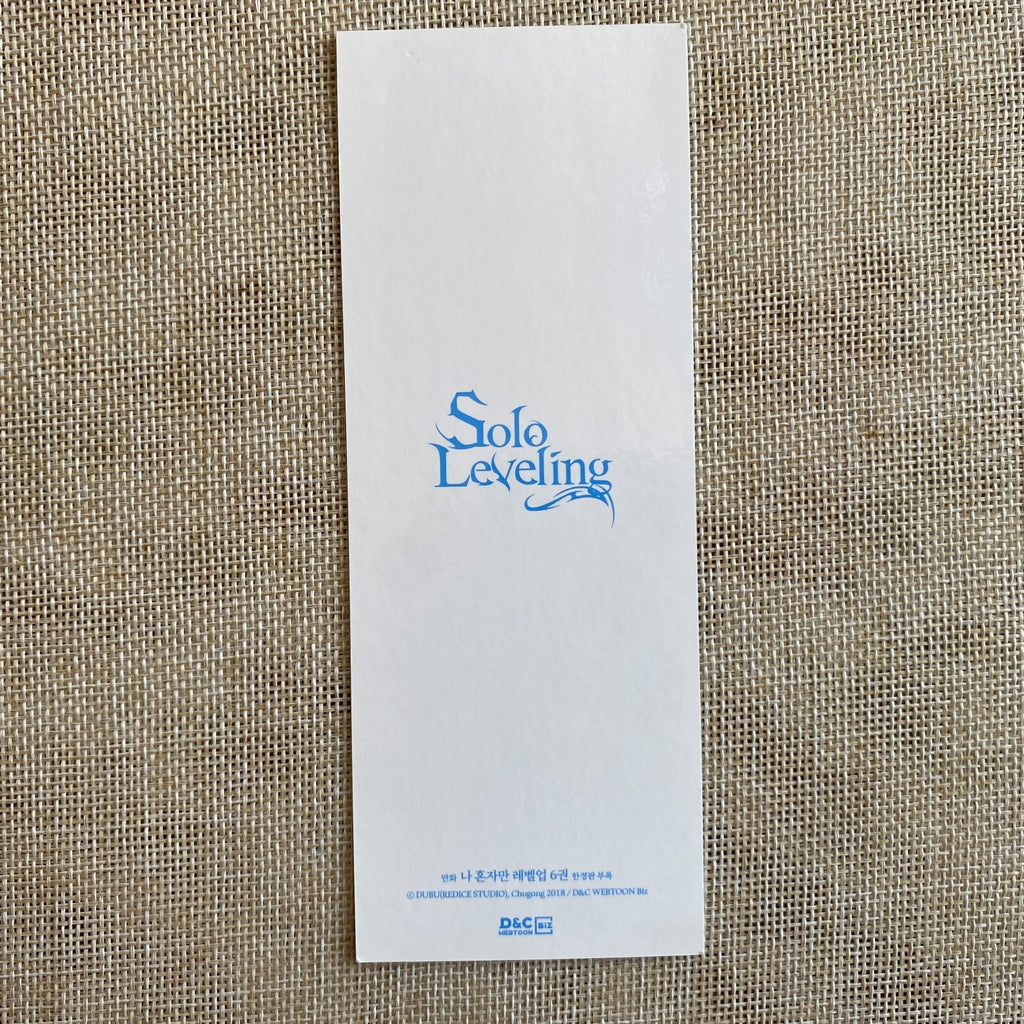 Solo
Leveling
만화 나 혼자만 레벨업 6권 한정판 부록
© DUBU(REDICE STUDIO), Chugong 2018 / D&C WEBTOON Biz
D&C
WEBTOON
BiZ